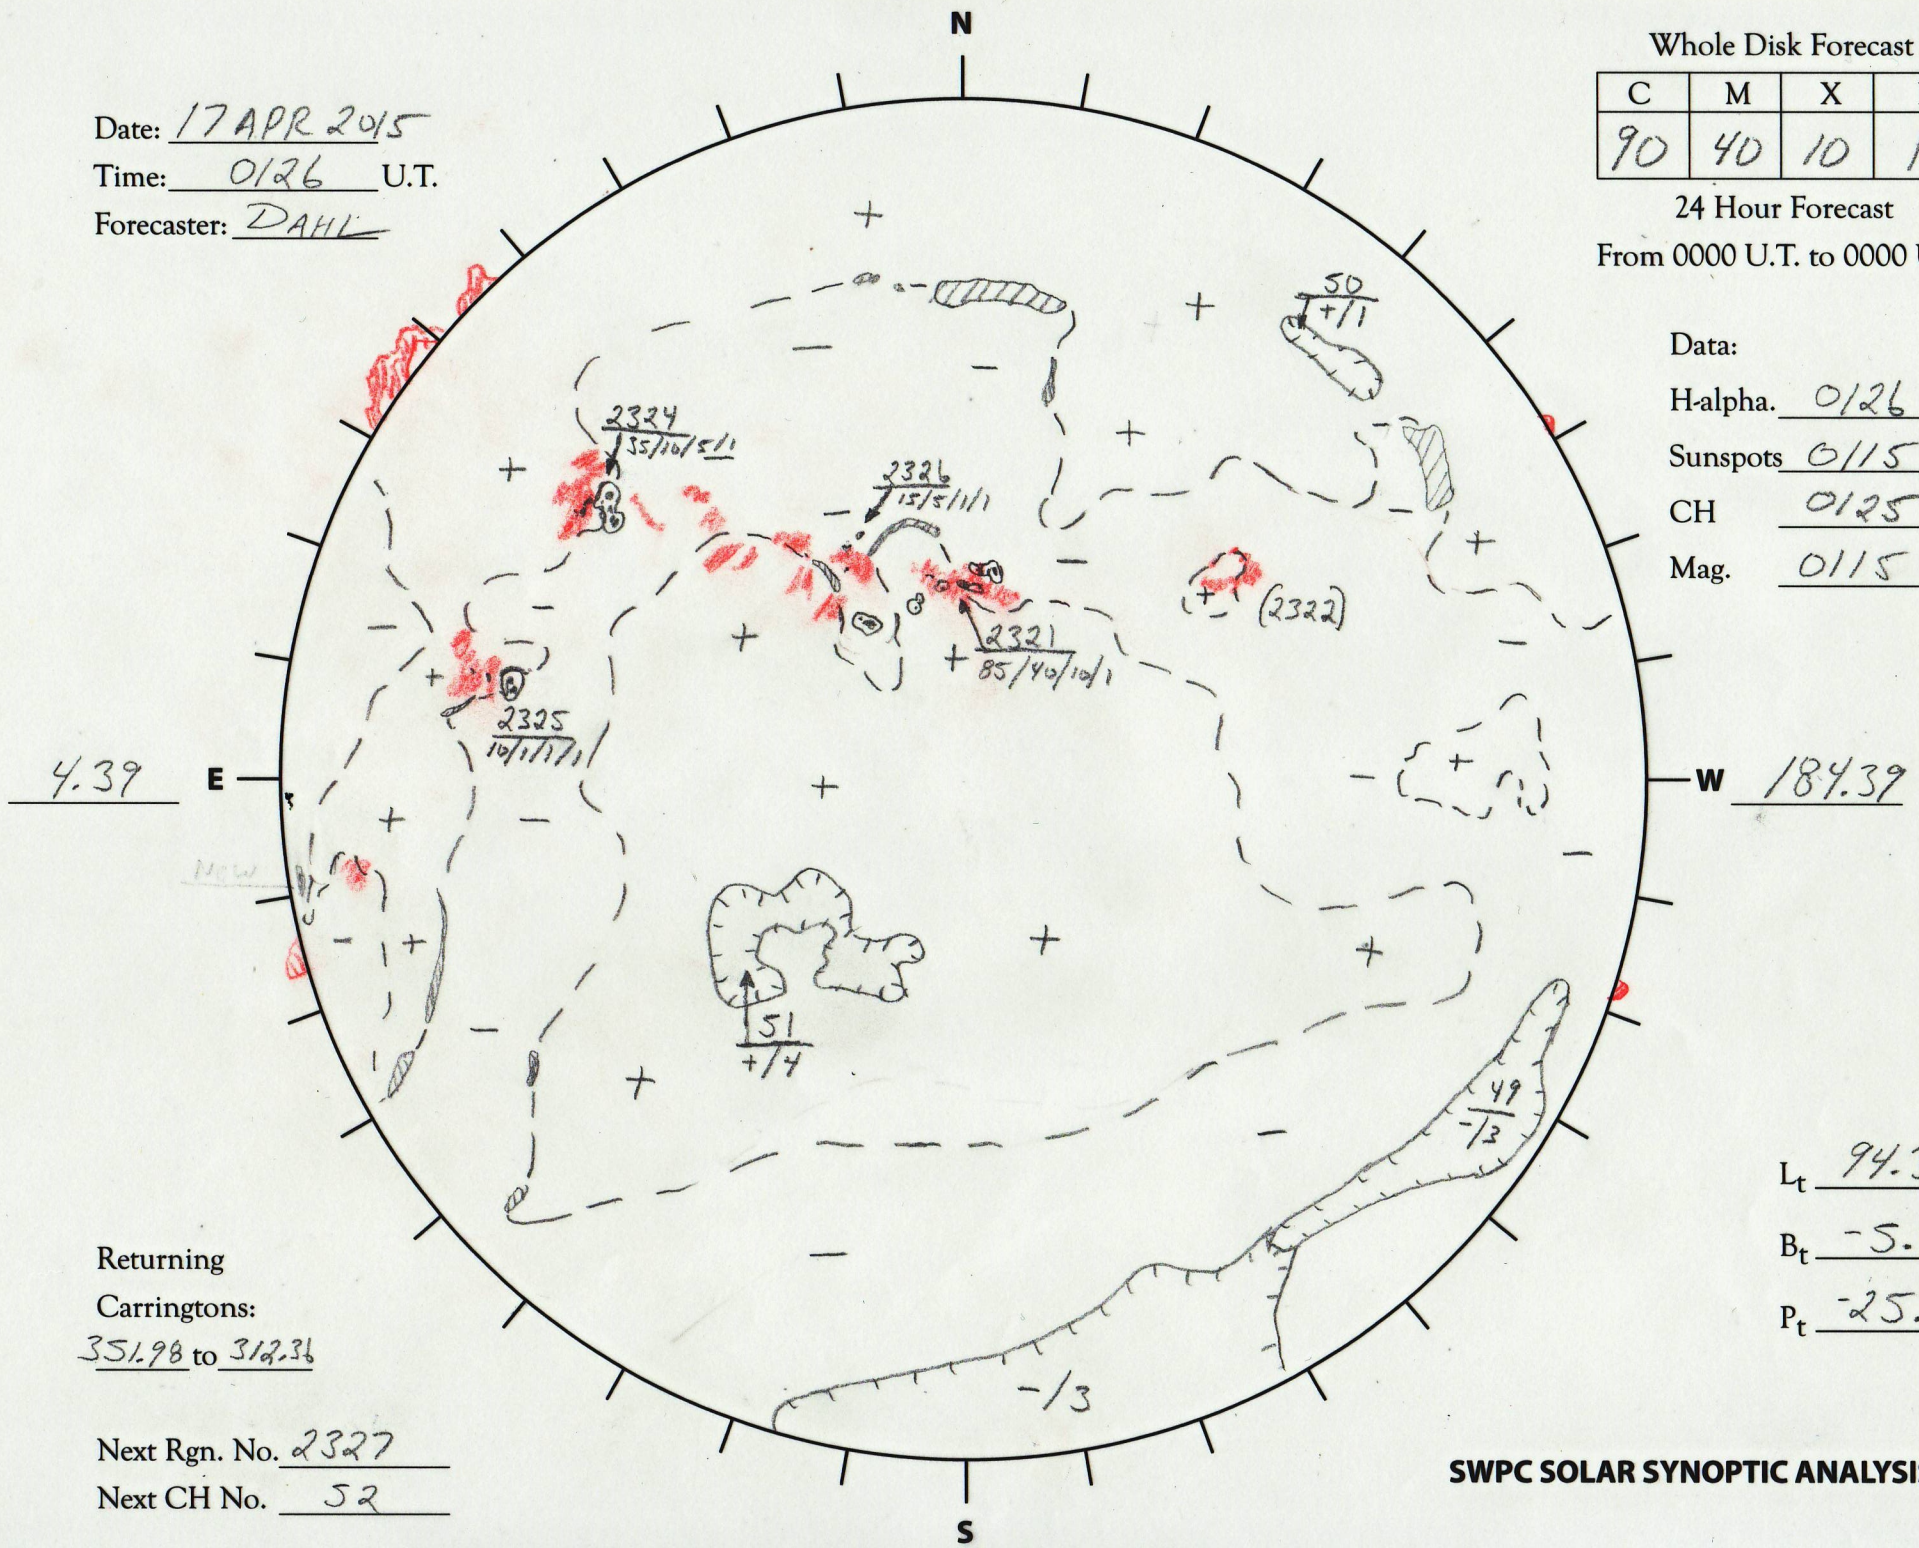 N
Whole Disk Forecast
C M X
90 40 10 1
24 Hour Forecast
From 0000 U.T. to 0000 U
Date: 17 APR 2015
Time: 0126 U.T.
Forecaster: DAHL
Data:
H-alpha. 0126
Sunspots 0115
CH 0125
Mag. 0115
50
+/1
2324
35/10/5/1
2326
15/5/1/1
(2322)
2321
85/40/10/1
2325
10/1/1/1
4.39 E
W 184.39
NEW
51
+/4
49
-/3
-/3
Lt 94.3
Bt -5.
Pt -25.
Returning
Carringtons:
351.98 to 312.36
Next Rgn. No. 2327
Next CH No. 52
SWPC SOLAR SYNOPTIC ANALYSI
S